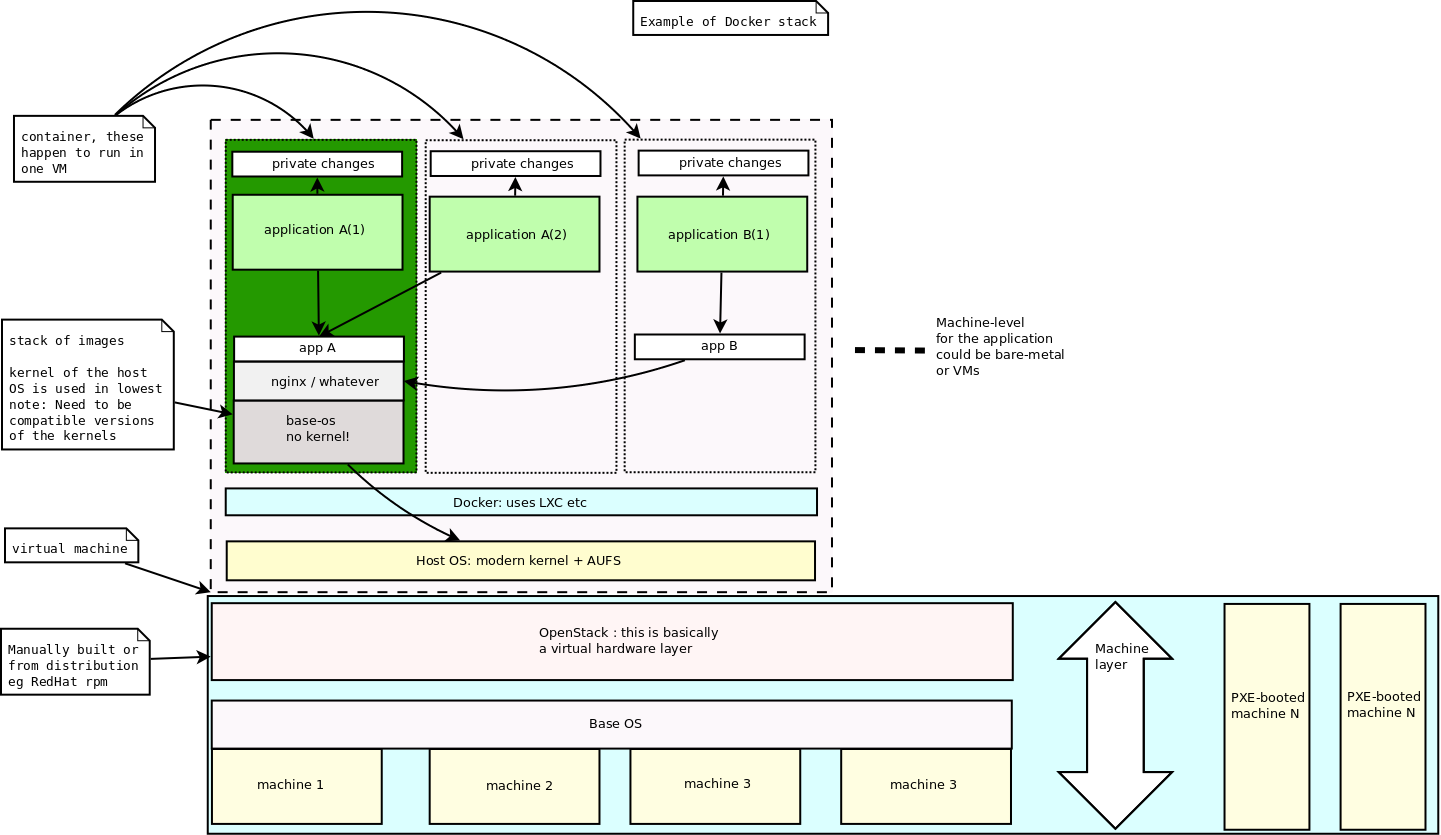 Example of Docker stack
container, these
happen to run in
one VM
private changes
private changes
private changes
application A(1)
application A(2)
application B(1)
stack of images
kernel of the host
OS is used in lowest
note: Need to be
compatible versions
of the kernels
app A
nginx / whatever
base-os
no kernel!
app B
Machine-level
for the application
could be bare-metal
or VMs
Docker: uses LXC etc
virtual machine
Host OS: modern kernel + AUFS
Manually built or
from distribution
eg RedHat rpm
OpenStack : this is basically
a virtual hardware layer
Machine
layer
PXE-booted
machine N
PXE-booted
machine N
Base OS
machine 1
machine 2
machine 3
machine 3